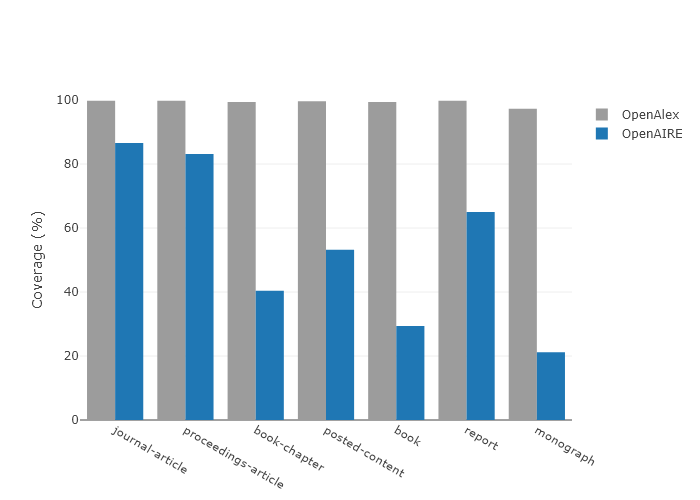 100
80
60
40
20
0
Coverage (%)
journal-article
proceedings-article
book-chapter
posted-content
book
report
monograph
OpenAlex
OpenAIRE